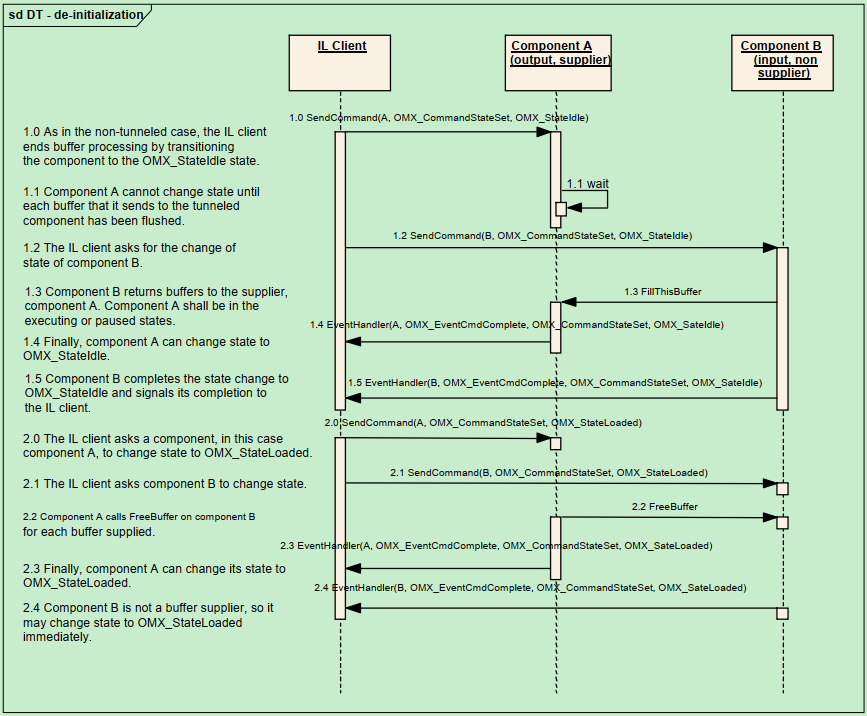 sd DT - de-initialization
IL Client
Component A
(output, supplier)
Component B
(input, non
supplier)
1.0 SendCommand(A, OMX_CommandStateSet, OMX_StateIdle)
1.0 As in the non-tunneled case, the IL client
ends buffer processing by transitioning
the component to the OMX_StateIdle state.
1.1 wait
1.1 Component A cannot change state until
each buffer that it sends to the tunneled
component has been flushed.
1.2 SendCommand(B, OMX_CommandStateSet, OMX_StateIdle)
1.2 The IL client asks for the change of
state of component B.
1.3 FillThisBuffer
1.3 Component B returns buffers to the supplier,
component A. Component A shall be in the
executing or paused states.
1.4 EventHandler(A, OMX_EventCmdComplete, OMX_CommandStateSet, OMX_SateIdle)
1.4 Finally, component A can change state to
OMX_StateIdle.
1.5 EventHandler(B, OMX_EventCmdComplete, OMX_CommandStateSet, OMX_SateIdle)
1.5 Component B completes the state change to
OMX_StateIdle and signals its completion to
the IL client.
2.0 SendCommand(A, OMX_CommandStateSet, OMX_StateLoaded)
2.0 The IL client asks a component, in this case
component A, to change state to OMX_StateLoaded.
2.1 SendCommand(B, OMX_CommandStateSet, OMX_StateLoaded)
2.1 The IL client asks component B to change state.
2.2 FreeBuffer
2.2 Component A calls FreeBuffer on component B
for each buffer supplied.
2.3 EventHandler(A, OMX_EventCmdComplete, OMX_CommandStateSet, OMX_SateLoaded)
2.3 Finally, component A can change its state to
OMX_StateLoaded.
2.4 EventHandler(B, OMX_EventCmdComplete, OMX_CommandStateSet, OMX_SateLoaded)
2.4 Component B is not a buffer supplier, so it
may change state to OMX_StateLoaded
immediately.